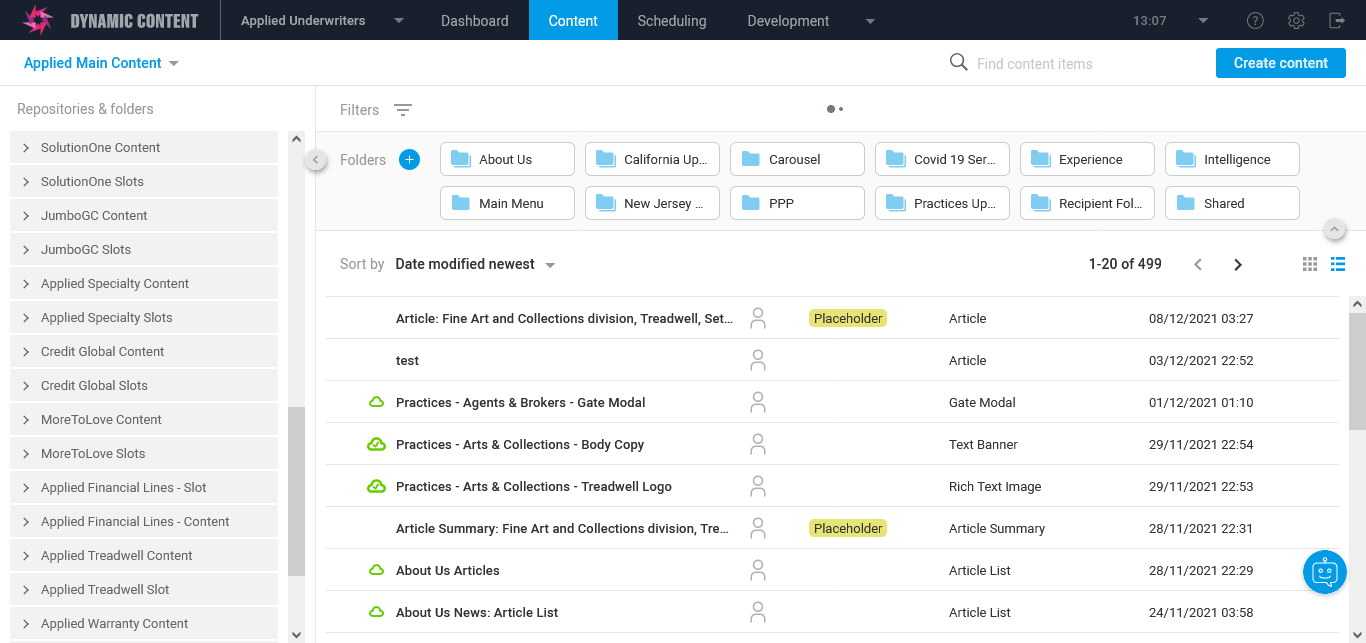 DYNAMIC CONTENT
Applied Underwriters
Dashboard
Content
Scheduling
Development
13:07
Applied Main Content
Find content items
Create content
Repositories & folders
SolutionOne Content
SolutionOne Slots
JumboGC Content
JumboGC Slots
Applied Specialty Content
Applied Specialty Slots
Credit Global Content
Credit Global Slots
MoreToLove Content
MoreToLove Slots
Applied Financial Lines - Slot
Applied Financial Lines - Content
Applied Treadwell Content
Applied Treadwell Slot
Applied Warranty Content
Filters
Folders
About Us
California Up...
Carousel
Covid 19 Ser...
Experience
Intelligence
Main Menu
New Jersey ...
PPP
Practices Up...
Recipient Fol...
Shared
Sort by Date modified newest
1-20 of 499
Article: Fine Art and Collections division, Treadwell, Set... Placeholder Article 08/12/2021 03:27
test Article 03/12/2021 22:52
Practices - Agents & Brokers - Gate Modal Gate Modal 01/12/2021 01:10
Practices - Arts & Collections - Body Copy Text Banner 29/11/2021 22:54
Practices - Arts & Collections - Treadwell Logo Rich Text Image 29/11/2021 22:53
Article Summary: Fine Art and Collections division, Tre... Placeholder Article Summary 28/11/2021 22:31
About Us Articles Article List 28/11/2021 22:29
About Us News: Article List Article List 24/11/2021 03:58